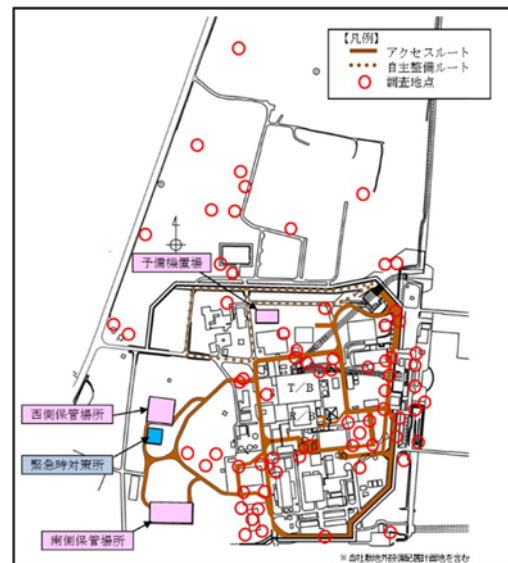 【凡例】
アクセスルート
自主整備ルート
調査地点
予備機置場
T/B
R/B
西側保管場所
緊急時対策所
南側保管場所
※自社敷地外設備配置計画地を含む